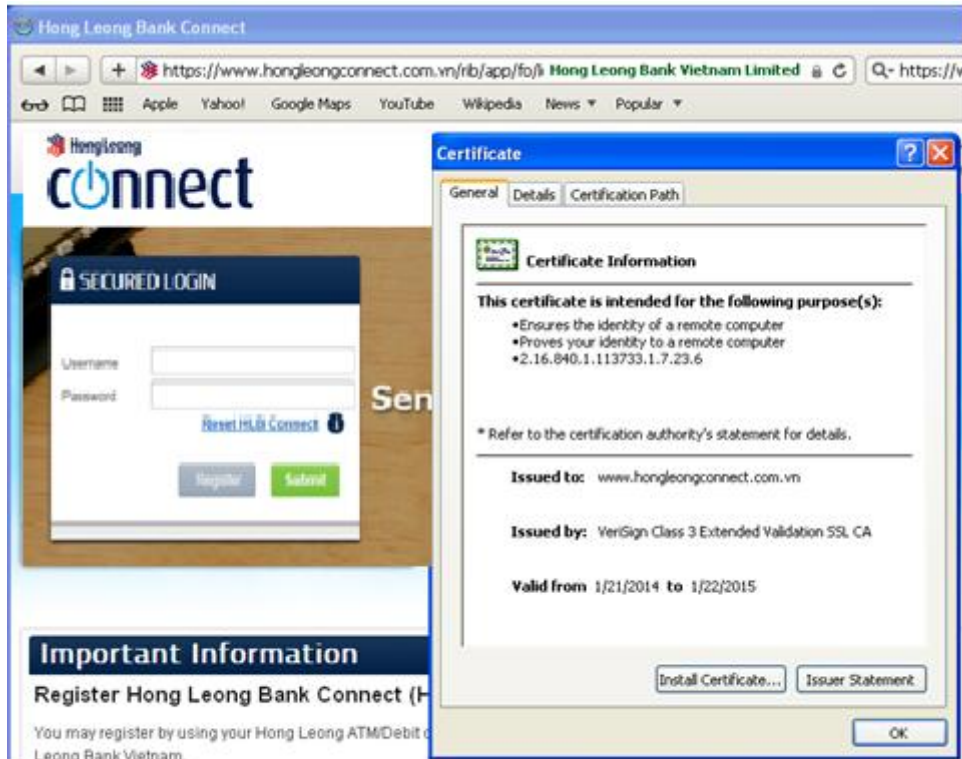 Hong Leong Bank Connect
https://www.hongleongconnect.com.vn/rib/app/fo/l Hong Leong Bank Vietnam Limited
Q- https://w
Apple Yahoo! Google Maps YouTube Wikipedia News ▼ Popular ▼
HongLeong
connect
SECURED LOGIN
Username
Password
Reset HLB Connect
Register Submit
Sen
Important Information
Register Hong Leong Bank Connect (H
You may register by using your Hong Leong ATM/Debit c
Leong Bank Vietnam
Certificate
General Details Certification Path
Certificate Information
This certificate is intended for the following purpose(s):
•Ensures the identity of a remote computer
•Proves your identity to a remote computer
•2.16.840.1.113733.1.7.23.6
* Refer to the certification authority's statement for details.
Issued to: www.hongleongconnect.com.vn
Issued by: VeriSign Class 3 Extended Validation SSL CA
Valid from 1/21/2014 to 1/22/2015
Install Certificate... Issuer Statement
OK